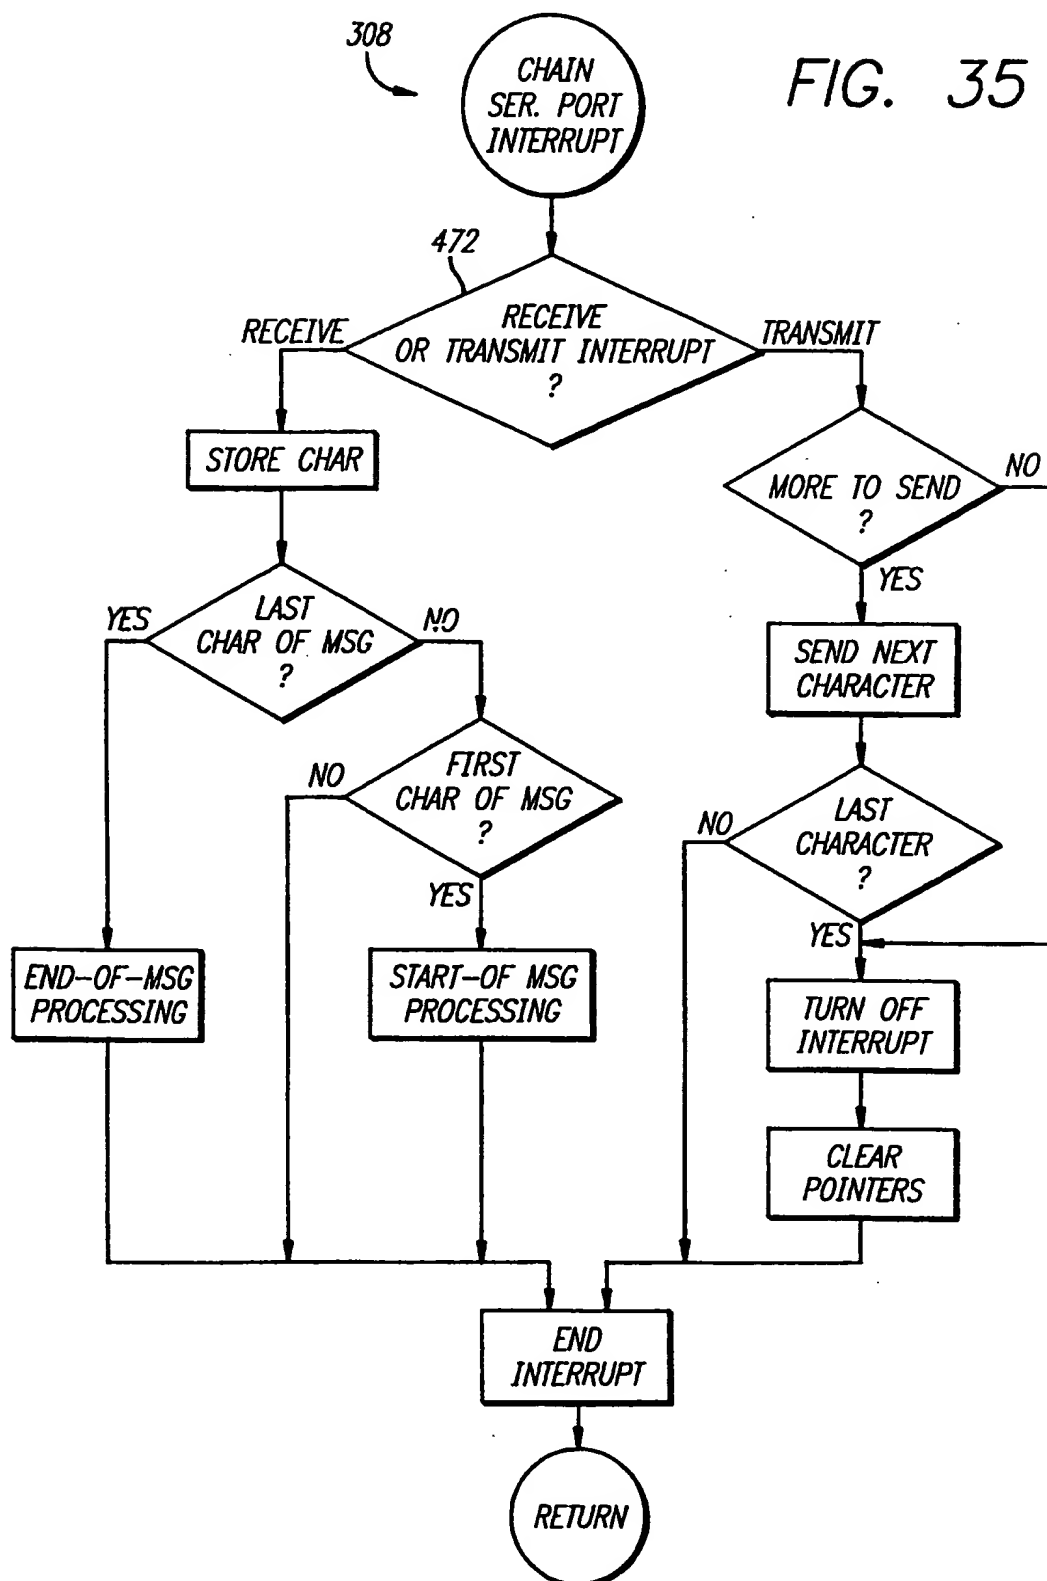 308
CHAIN
SER. PORT
INTERRUPT
FIG. 35
472
RECEIVE
OR TRANSMIT INTERRUPT
?
RECEIVE
TRANSMIT
STORE CHAR
MORE TO SEND
?
NO
YES
LAST
CHAR OF MSG
?
YES
NO
SEND NEXT
CHARACTER
FIRST
CHAR OF MSG
?
NO
YES
LAST
CHARACTER
?
NO
YES
END-OF-MSG
PROCESSING
START-OF MSG
PROCESSING
TURN OFF
INTERRUPT
CLEAR
POINTERS
END
INTERRUPT
RETURN